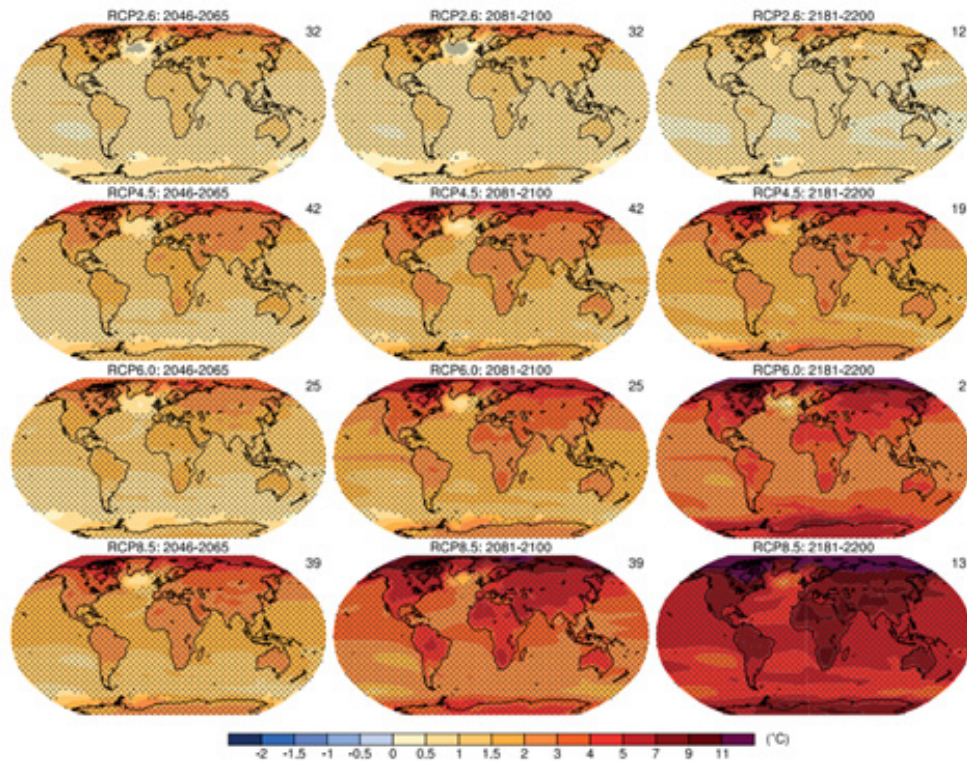 RCP2.6: 2046-2065
32
RCP2.6: 2081-2100
32
RCP2.6: 2181-2200
12
RCP4.5: 2046-2065
42
RCP4.5: 2081-2100
42
RCP4.5: 2181-2200
19
RCP6.0: 2046-2065
25
RCP6.0: 2081-2100
25
RCP6.0: 2181-2200
2
RCP8.5: 2046-2065
39
RCP8.5: 2081-2100
39
RCP8.5: 2181-2200
13
(°C)
-2 -1.5 -1 -0.5 0 0.5 1 1.5 2 3 4 5 7 9 11